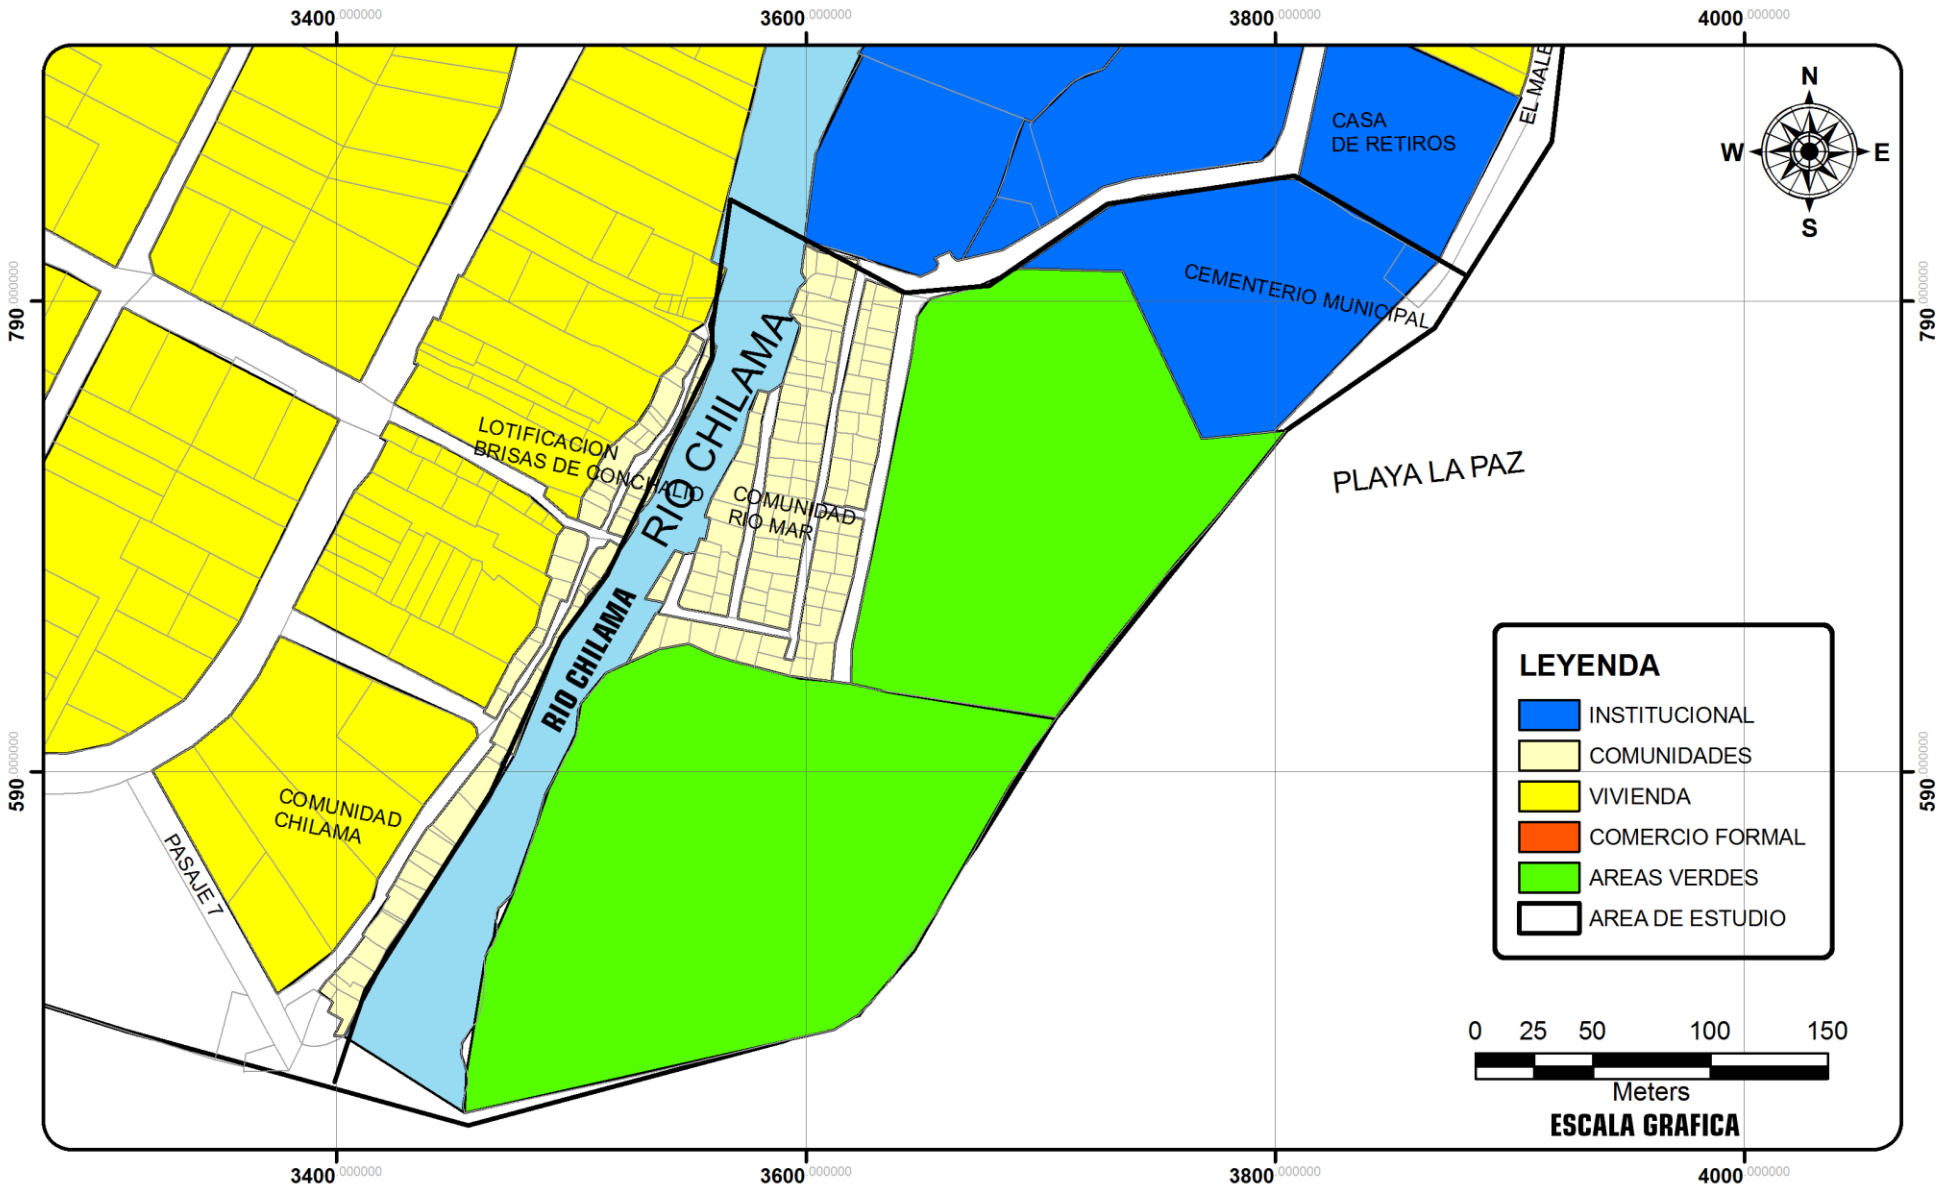 3400.000000 3600.000000 3800.000000 4000.000000
EL MALE
N
W E
S
CASA
DE RETIROS
CEMENTERIO MUNICIPAL
790.000000 790.000000
RIO CHILAMA
LOTIFICACION
BRISAS DE CONCHALIO
COMUNIDAD
RIO MAR
PLAYA LA PAZ
RIO CHILAMA
590.000000 590.000000
COMUNIDAD
CHILAMA
PASAJE 7
LEYENDA
INSTITUCIONAL
COMUNIDADES
VIVIENDA
COMERCIO FORMAL
AREAS VERDES
AREA DE ESTUDIO
0 25 50 100 150
Meters
ESCALA GRAFICA
3400.000000 3600.000000 3800.000000 4000.000000